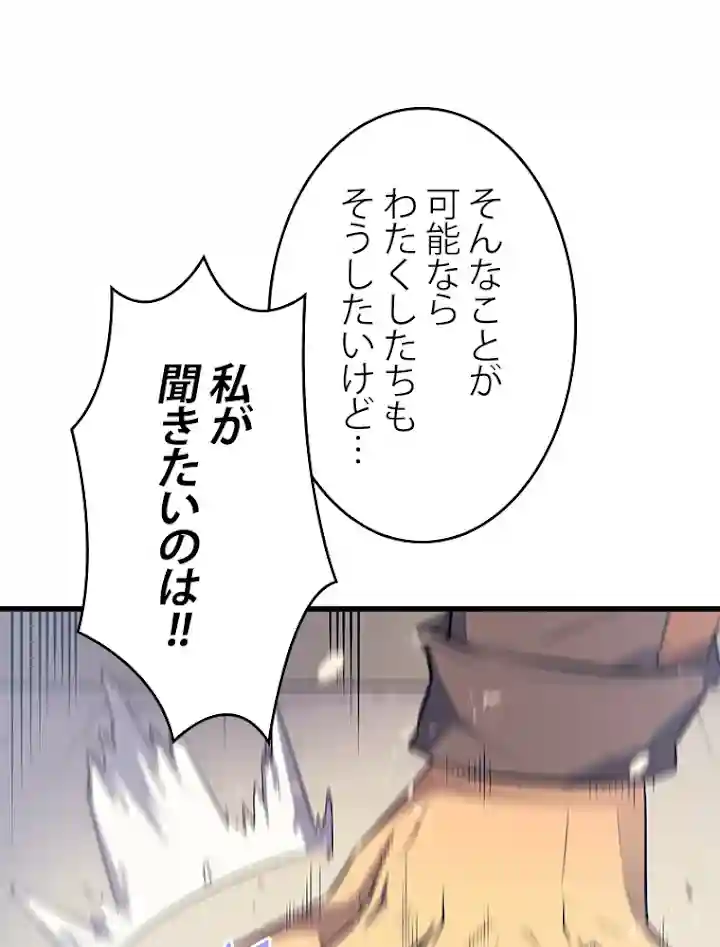 そんなことが
可能なら
わたくしたちも
そうしたいけど…
私が
聞きたいのは!!